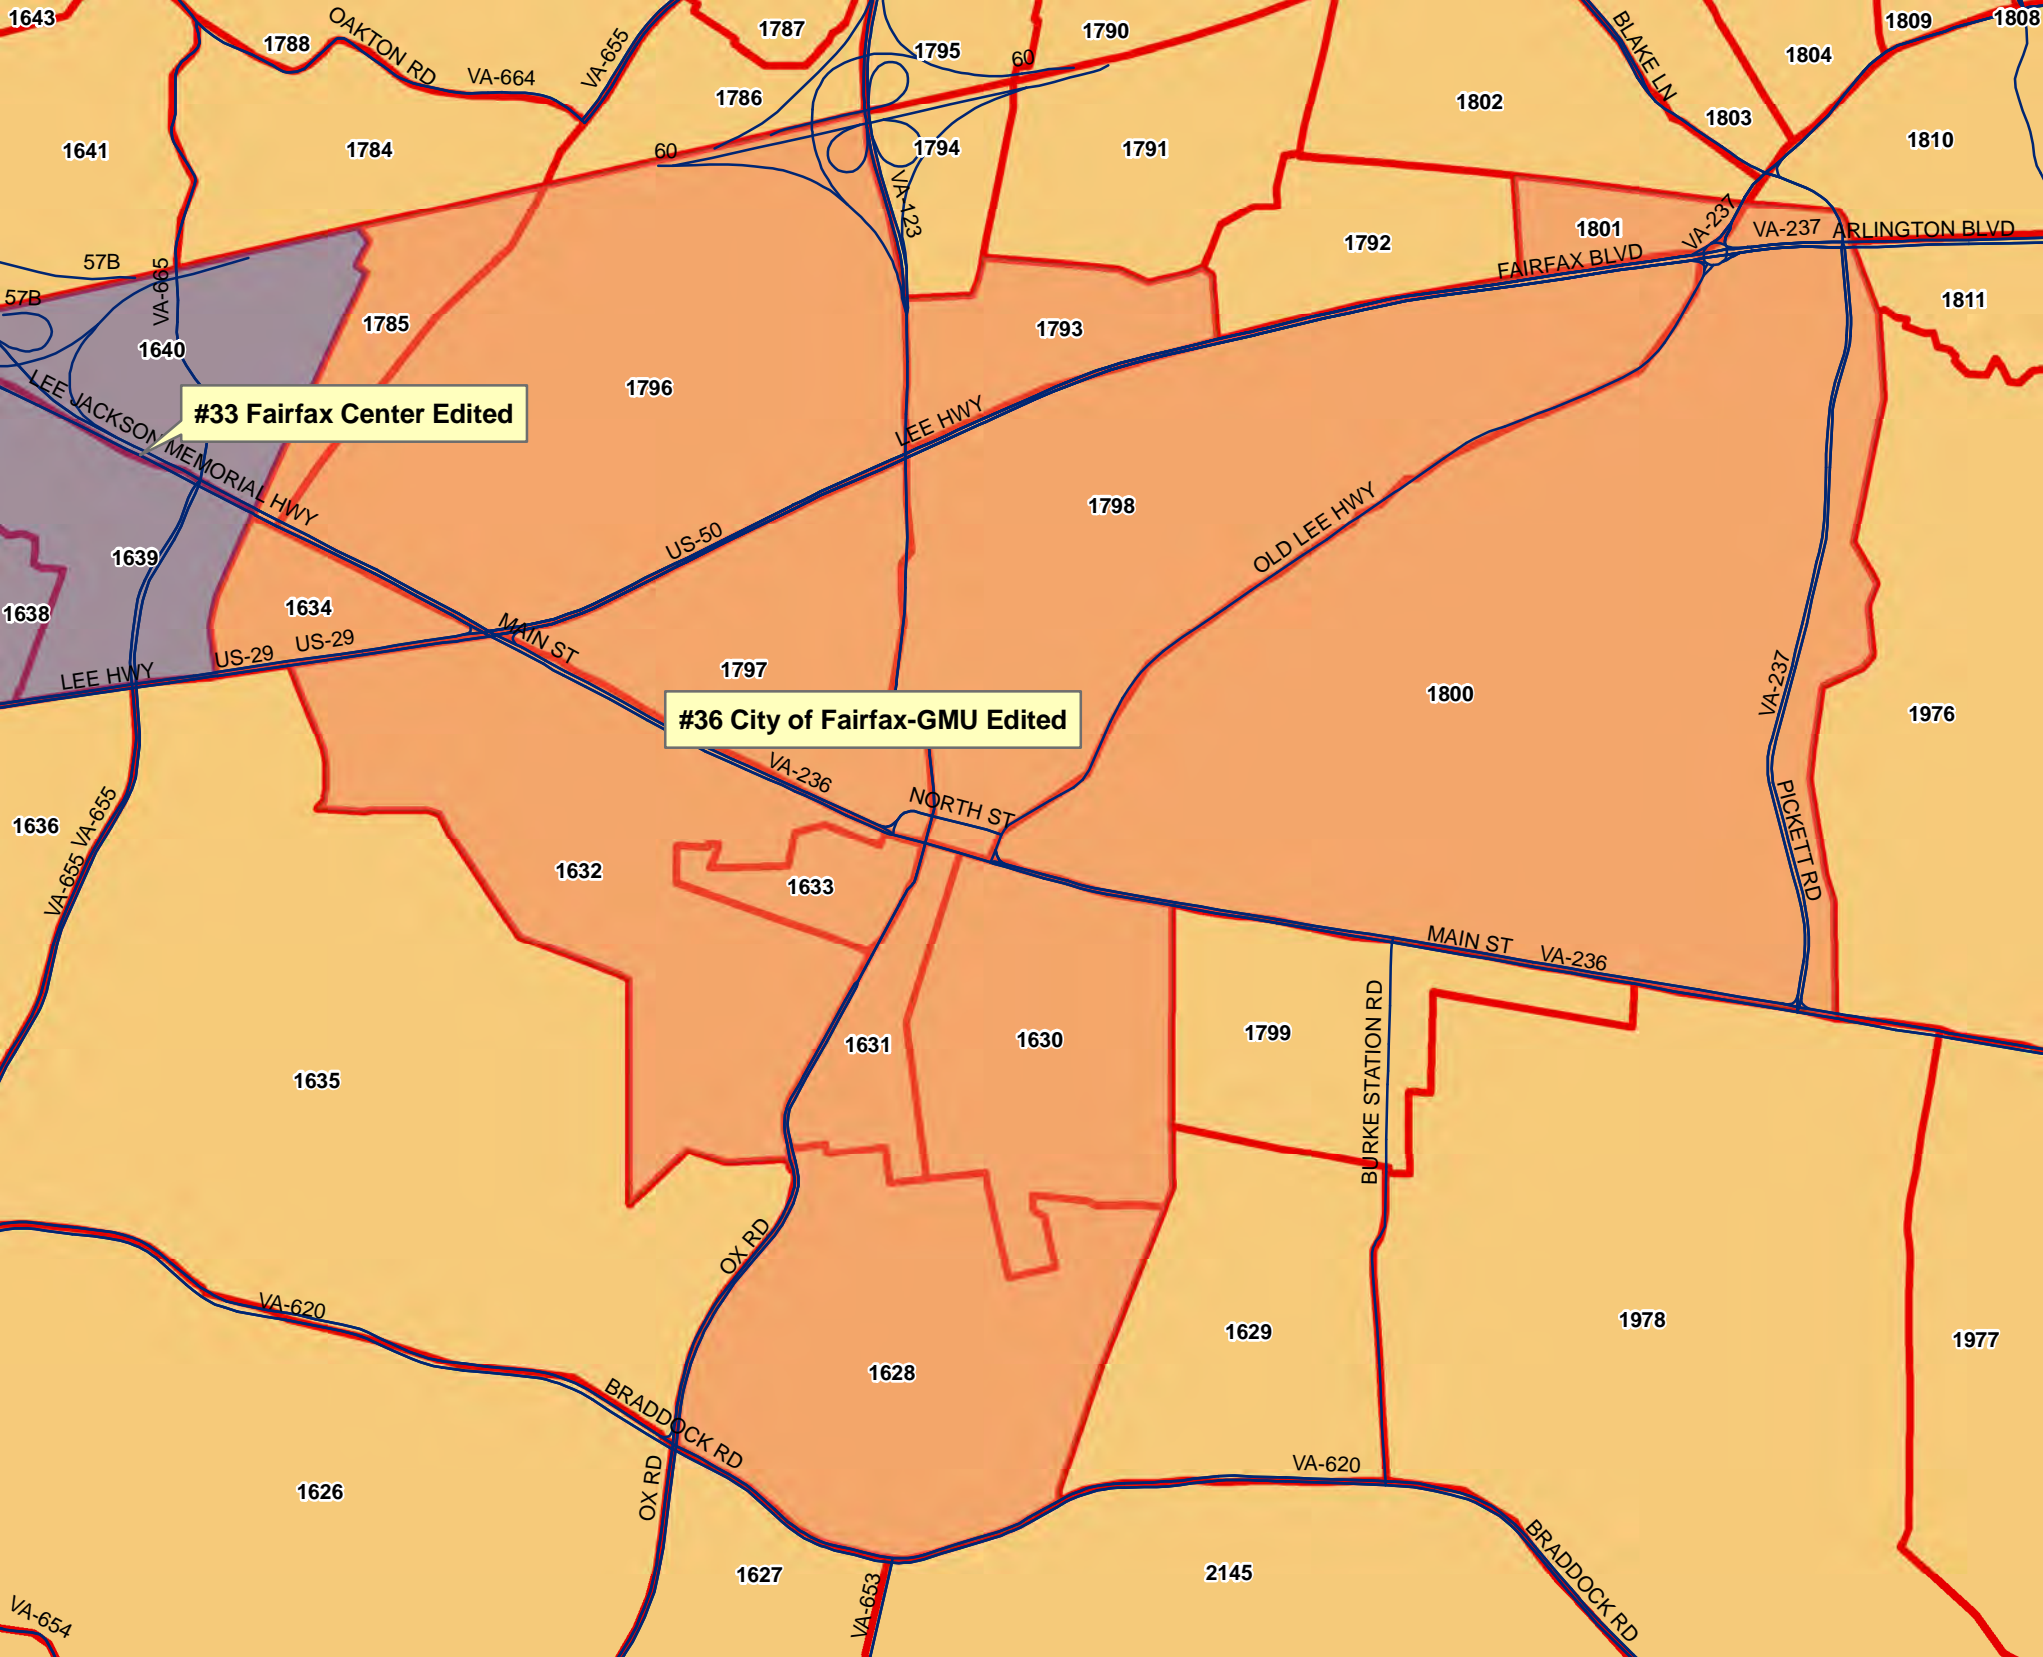 1643
1788
OAKTON RD
VA-664
VA-655
1787
1795
1790
60
BLAKE LN
1804
1809
1808
1641
1784
1786
60
1794
1791
1802
1803
1810
VA-123
57B
57B
VA-665
1640
1785
1792
1801
VA-237
VA-237
ARLINGTON BLVD
FAIRFAX BLVD
1811
1793
1796
LEE JACKSON MEMORIAL HWY
#33 Fairfax Center Edited
LEE HWY
1798
OLD LEE HWY
US-50
1639
1638
1634
US-29
US-29
LEE HWY
MAIN ST
1797
#36 City of Fairfax-GMU Edited
1800
VA-237
1976
1636
VA-655
VA-655
VA-236
NORTH ST
PICKETT RD
1632
1633
MAIN ST
VA-236
1631
1630
1799
BURKE STATION RD
1635
OX RD
VA-620
1629
1978
1977
1628
BRADDOCK RD
OX RD
VA-620
1626
1627
VA-653
2145
BRADDOCK RD
VA-654